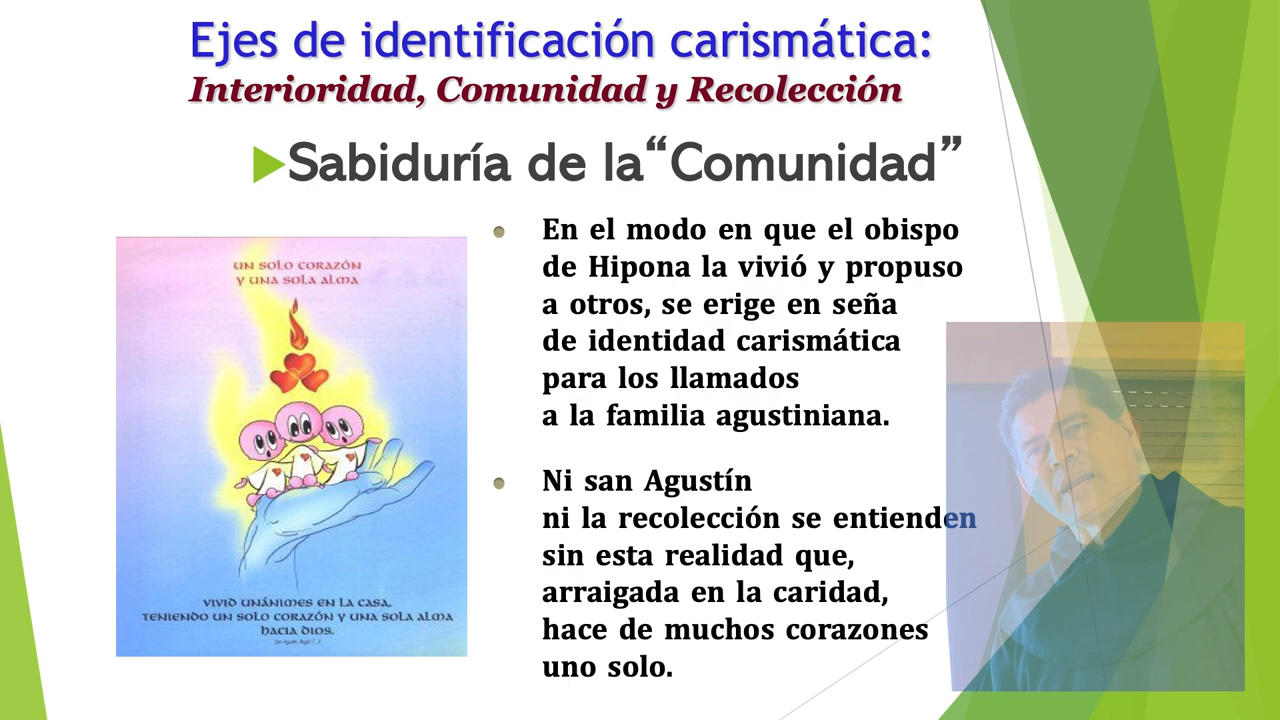 Ejes de identificación carismática:
Interioridad, Comunidad y Recolección
Sabiduría de la“Comunidad”
UN SOLO CORAZÓN
Y UNA SOLA ALMA
VIVID UNÁNIMES EN LA CASA,
TENIENDO UN SOLO CORAZÓN Y UNA SOLA ALMA
HACIA DIOS.
En el modo en que el obispo
de Hipona la vivió y propuso
a otros, se erige en seña
de identidad carismática
para los llamados
a la familia agustiniana.
Ni san Agustín
ni la recolección se entienden
sin esta realidad que,
arraigada en la caridad,
hace de muchos corazones
uno solo.